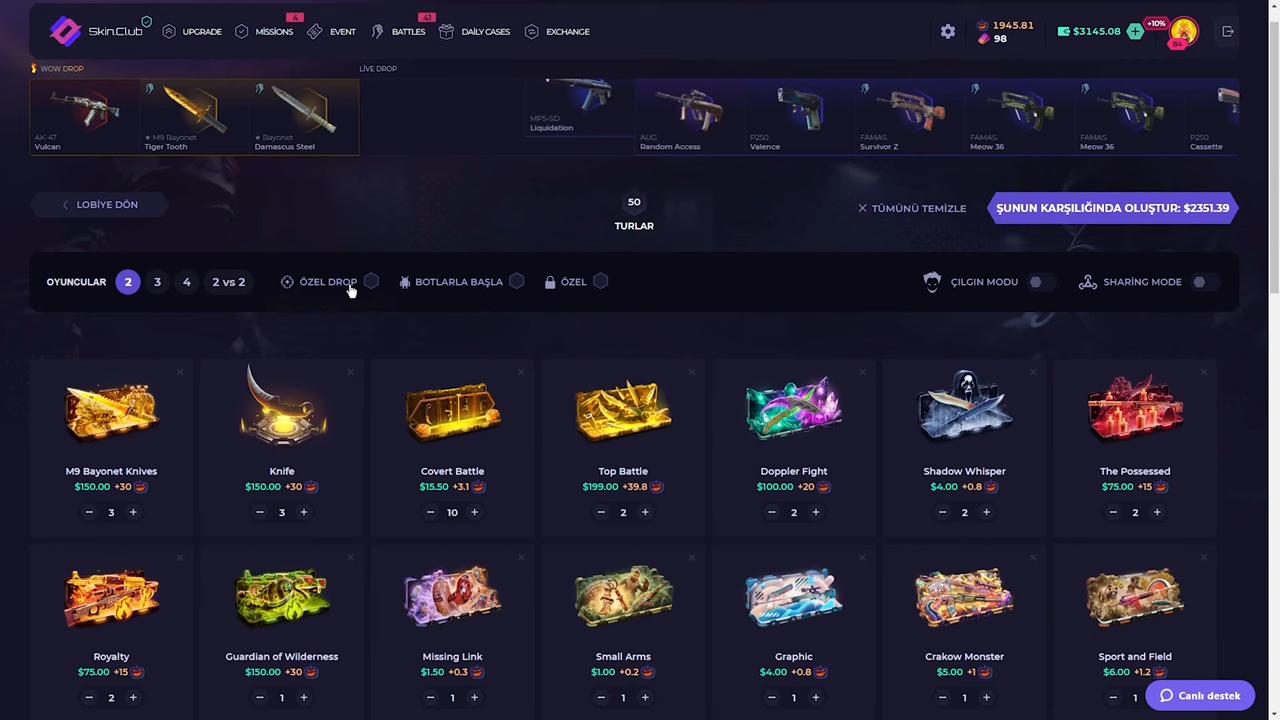 Skin.Club
UPGRADE
MISSIONS
4
EVENT
BATTLES
41
DAILY CASES
EXCHANGE
1945.81
98
$3145.08
+10%
84
WOW DROP
LİVE DROP
AK-47
Vulcan
★ M9 Bayonet
Tiger Tooth
★ Bayonet
Damascus Steel
MP5-SD
Liquidation
AUG
Random Access
P250
Valence
FAMAS
Survivor Z
FAMAS
Meow 36
FAMAS
Meow 36
P250
Cassette
LOBİYE DÖN
50
TURLAR
TÜMÜNÜ TEMİZLE
ŞUNUN KARŞILIĞINDA OLUŞTUR: $2351.39
OYUNCULAR
2
3
4
2 vs 2
ÖZEL DROP
BOTLARLA BAŞLA
ÖZEL
ÇILGIN MODU
SHARİNG MODE
M9 Bayonet Knives
$150.00 +30
3
Knife
$150.00 +30
3
Covert Battle
$15.50 +3.1
10
Top Battle
$199.00 +39.8
2
Doppler Fight
$100.00 +20
2
Shadow Whisper
$4.00 +0.8
2
The Possessed
$75.00 +15
2
Royalty
$75.00 +15
2
Guardian of Wilderness
$150.00 +30
1
Missing Link
$1.50 +0.3
1
Small Arms
$1.00 +0.2
1
Graphic
$4.00 +0.8
1
Crakow Monster
$5.00 +1
1
Sport and Field
$6.00 +1.2
1
Canlı destek